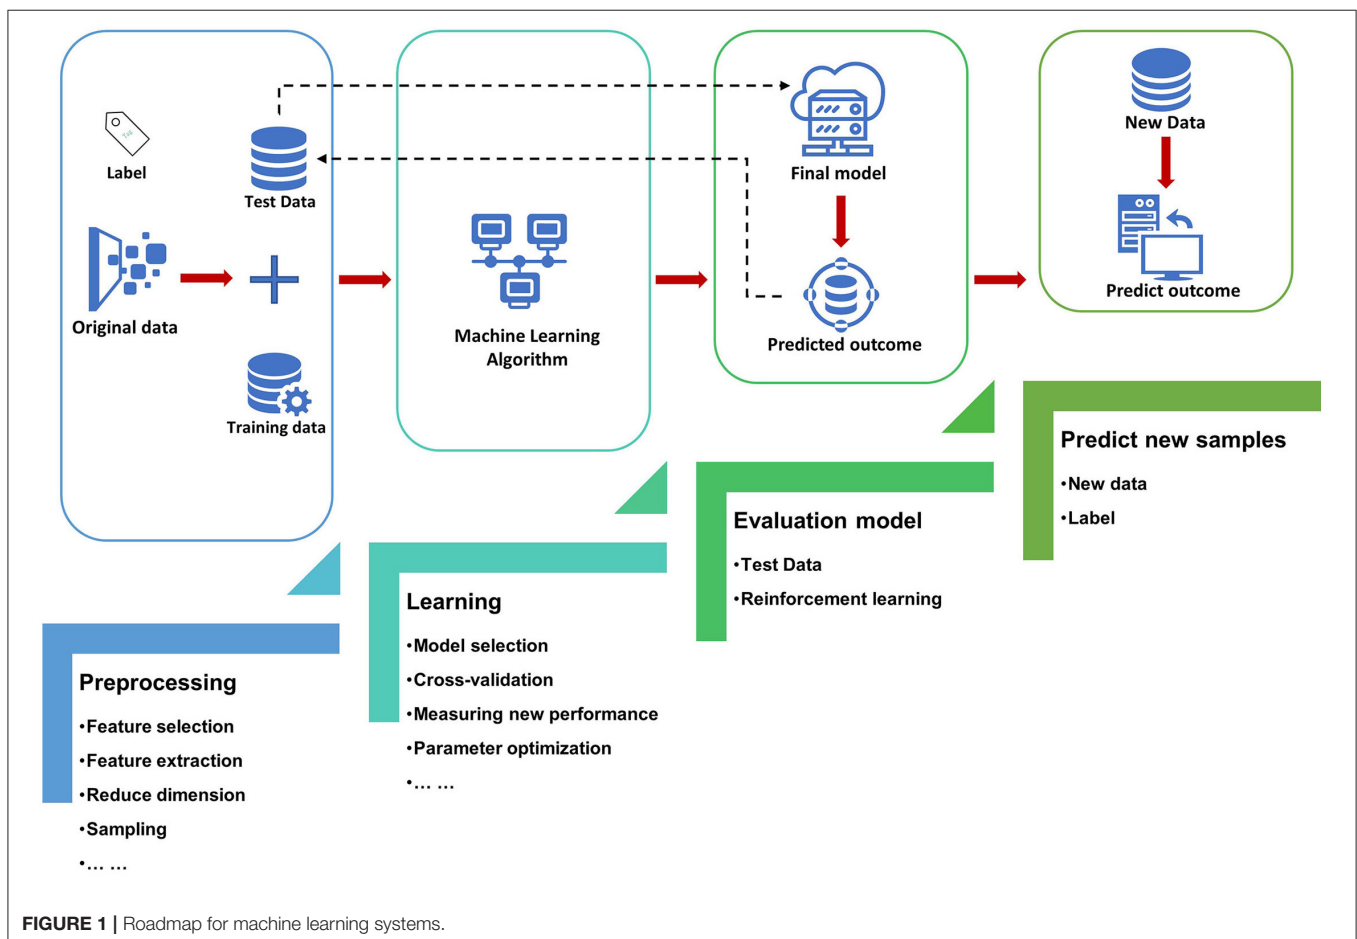 Label
Test Data
Original data
Training data
Machine Learning
Algorithm
Final model
Predicted outcome
New Data
Predict outcome
Preprocessing
•Feature selection
•Feature extraction
•Reduce dimension
•Sampling
•... ...
Learning
•Model selection
•Cross-validation
•Measuring new performance
•Parameter optimization
•... ...
Evaluation model
•Test Data
•Reinforcement learning
Predict new samples
•New data
•Label
FIGURE 1 | Roadmap for machine learning systems.